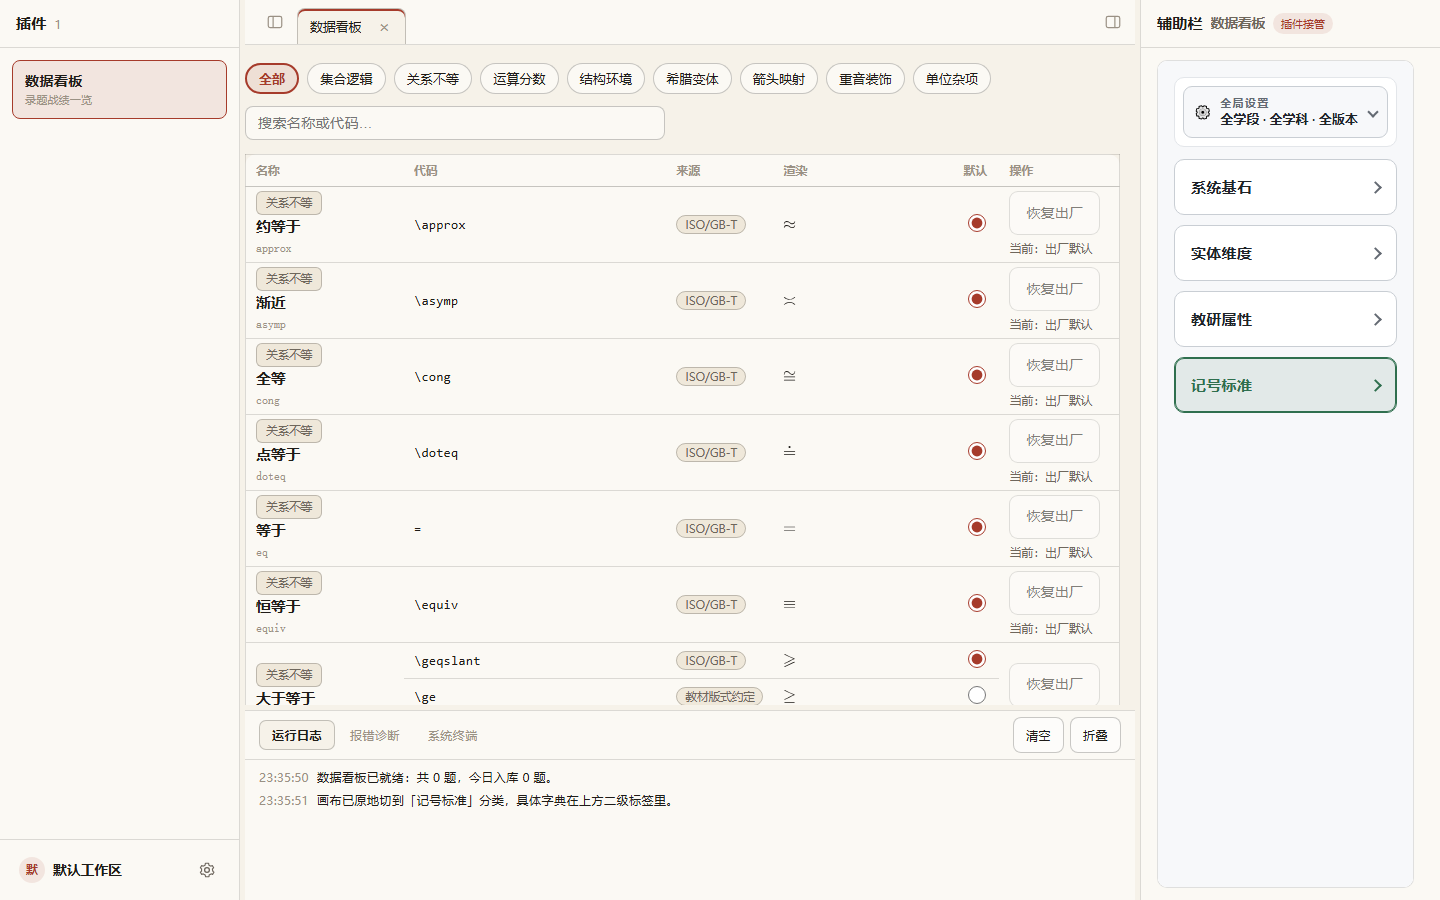 插件 1
数据看板
录题战绩一览
默 默认工作区
数据看板 ×
全部 集合逻辑 关系不等 运算分数 结构环境 希腊变体 箭头映射 重音装饰 单位杂项
搜索名称或代码...
名称 代码 来源 渲染 默认 操作
关系不等
约等于
approx
\approx ISO/GB-T ≈ 恢复出厂
当前：出厂默认
关系不等
渐近
asymp
\asymp ISO/GB-T ≍ 恢复出厂
当前：出厂默认
关系不等
全等
cong
\cong ISO/GB-T ≅ 恢复出厂
当前：出厂默认
关系不等
点等于
doteq
\doteq ISO/GB-T ≐ 恢复出厂
当前：出厂默认
关系不等
等于
eq
= ISO/GB-T = 恢复出厂
当前：出厂默认
关系不等
恒等于
equiv
\equiv ISO/GB-T ≡ 恢复出厂
当前：出厂默认
关系不等
大于等于
\geqslant ISO/GB-T ⩾
\ge 教材版式约定 ≥
恢复出厂
运行日志 报错诊断 系统终端 清空 折叠
23:35:50 数据看板已就绪：共 0 题，今日入库 0 题。
23:35:51 画布已原地切到「记号标准」分类，具体字典在上方二级标签里。
辅助栏 数据看板 插件接管
全局设置
全学段 · 全学科 · 全版本
系统基石
实体维度
教研属性
记号标准